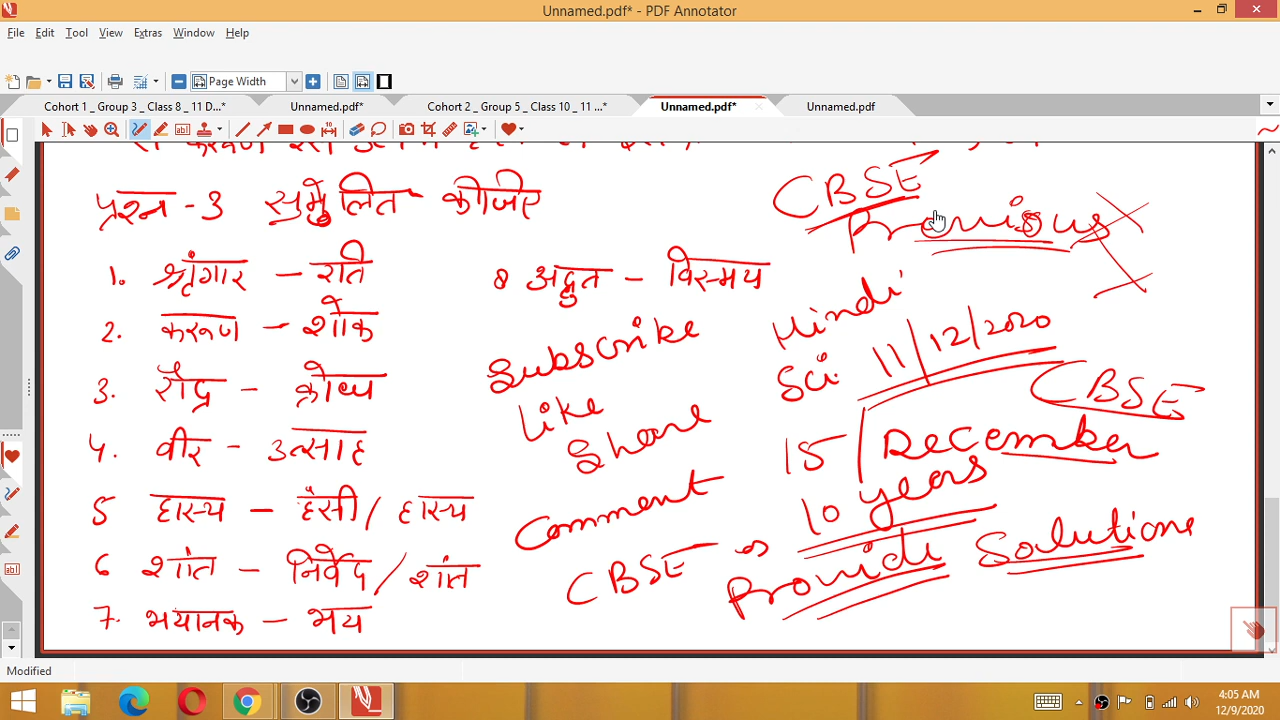 Unnamed.pdf* - PDF Annotator
File Edit Tool View Extras Window Help
Page Width
Cohort 1 _ Group 3 _ Class 8 _ 11 D...* Unnamed.pdf* Cohort 2 _ Group 5 _ Class 10 _ 11 ...* Unnamed.pdf* Unnamed.pdf
प्रश्न -3 सुमेलित कीजिए
1. श्रृंगार - रति
2. करूण - शोक
3. रौद्र - क्रोध
4. वीर - उत्साह
5 हास्य - हँसी / हास्य
6 शांत - निर्वेद / शांत
7. भयानक - भय
8 अद्भुत - विस्मय
Subscribe
Like
Share
Comment
CBSE
Previous
Hindi
Sci. 11/12/2020
CBSE
15 December
10 years
CBSE
Provide Solutions
Modified
4:05 AM
12/9/2020